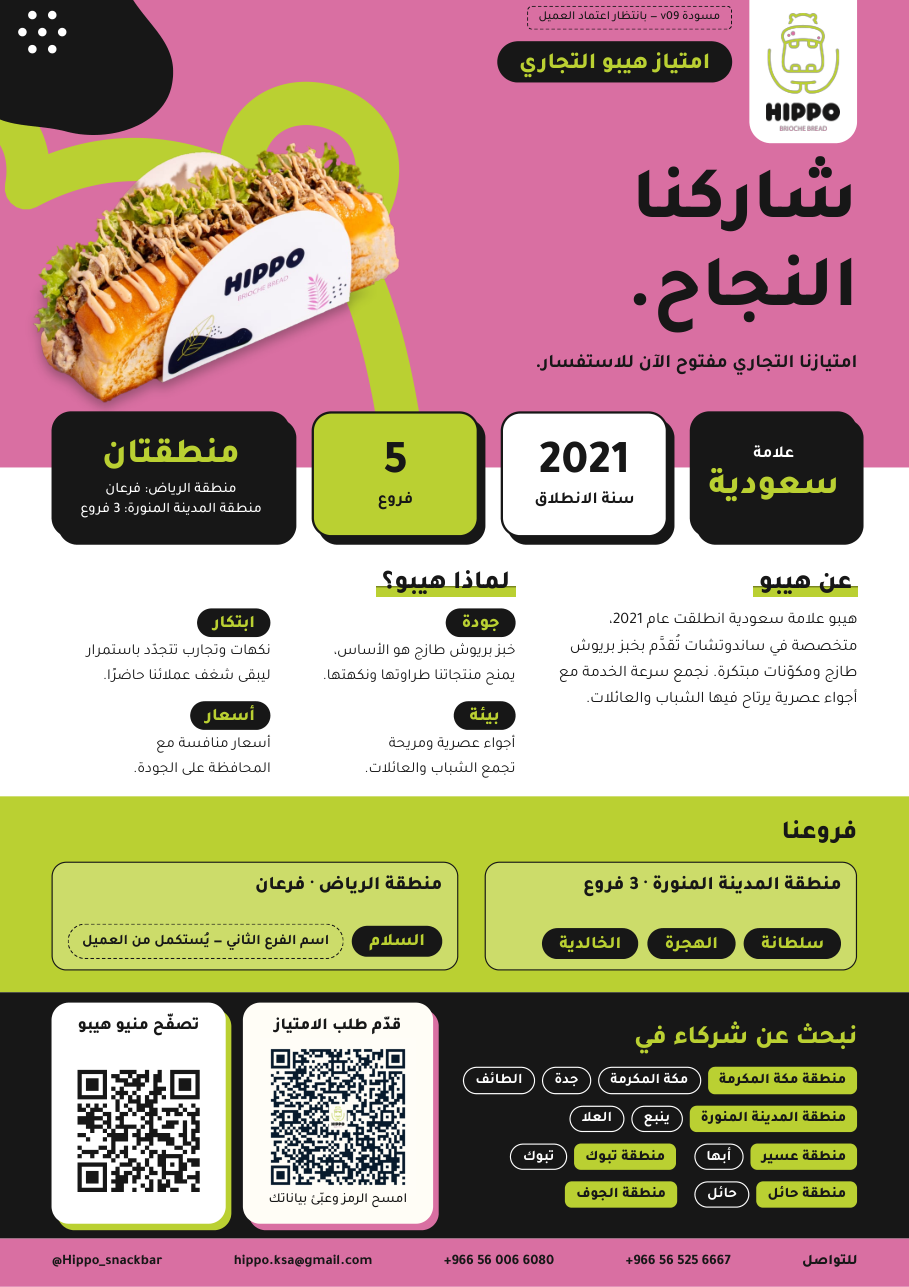 مسودة v09 – بانتظار اعتماد العميل
امتياز هيبو التجاري
HIPPO
BRIOCHE BREAD
شاركنا
النجاح.
امتيازنا التجاري مفتوح الآن للاستفسار.
HIPPO
BRIOCHE BREAD
علامة
سعودية
2021
سنة الانطلاق
5
فروع
منطقتان
منطقة الرياض: فرعان
منطقة المدينة المنورة: 3 فروع
عن هيبو
هيبو علامة سعودية انطلقت عام 2021،
متخصصة في ساندوتشات تُقدَّم بخبز بريوش
طازج ومكوّنات مبتكرة. نجمع سرعة الخدمة مع
أجواء عصرية يرتاح فيها الشباب والعائلات.
لماذا هيبو؟
جودة
خبز بريوش طازج هو الأساس،
يمنح منتجاتنا طراوتها ونكهتها.
ابتكار
نكهات وتجارب تتجدّد باستمرار
ليبقى شغف عملائنا حاضرًا.
بيئة
أجواء عصرية ومريحة
تجمع الشباب والعائلات.
أسعار
أسعار منافسة مع
المحافظة على الجودة.
فروعنا
منطقة المدينة المنورة · 3 فروع
سلطانة الهجرة الخالدية
منطقة الرياض · فرعان
السلام اسم الفرع الثاني – يُستكمل من العميل
نبحث عن شركاء في
منطقة مكة المكرمة مكة المكرمة جدة الطائف
منطقة المدينة المنورة ينبع العلا
منطقة عسير أبها منطقة تبوك تبوك
منطقة حائل حائل منطقة الجوف
قدّم طلب الامتياز
امسح الرمز وعبّئ بياناتك
تصفّح منيو هيبو
للتواصل +966 56 525 6667 +966 56 006 6080 hippo.ksa@gmail.com @Hippo_snackbar